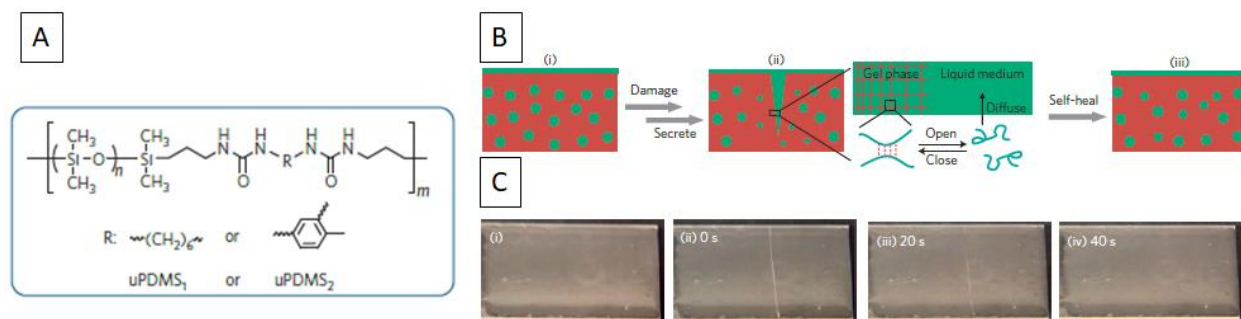 A
CH₃ CH₃ H H H H
Si–O n Si N N R N N m
CH₃ CH₃ O O
R: (CH₂)₆ or
uPDMS₁ or uPDMS₂
B
(i) (ii) (iii)
Damage
Secrete
Gel phase Liquid medium
Diffuse
Open
Close
Self-heal
C
(i) (ii) 0 s (iii) 20 s (iv) 40 s